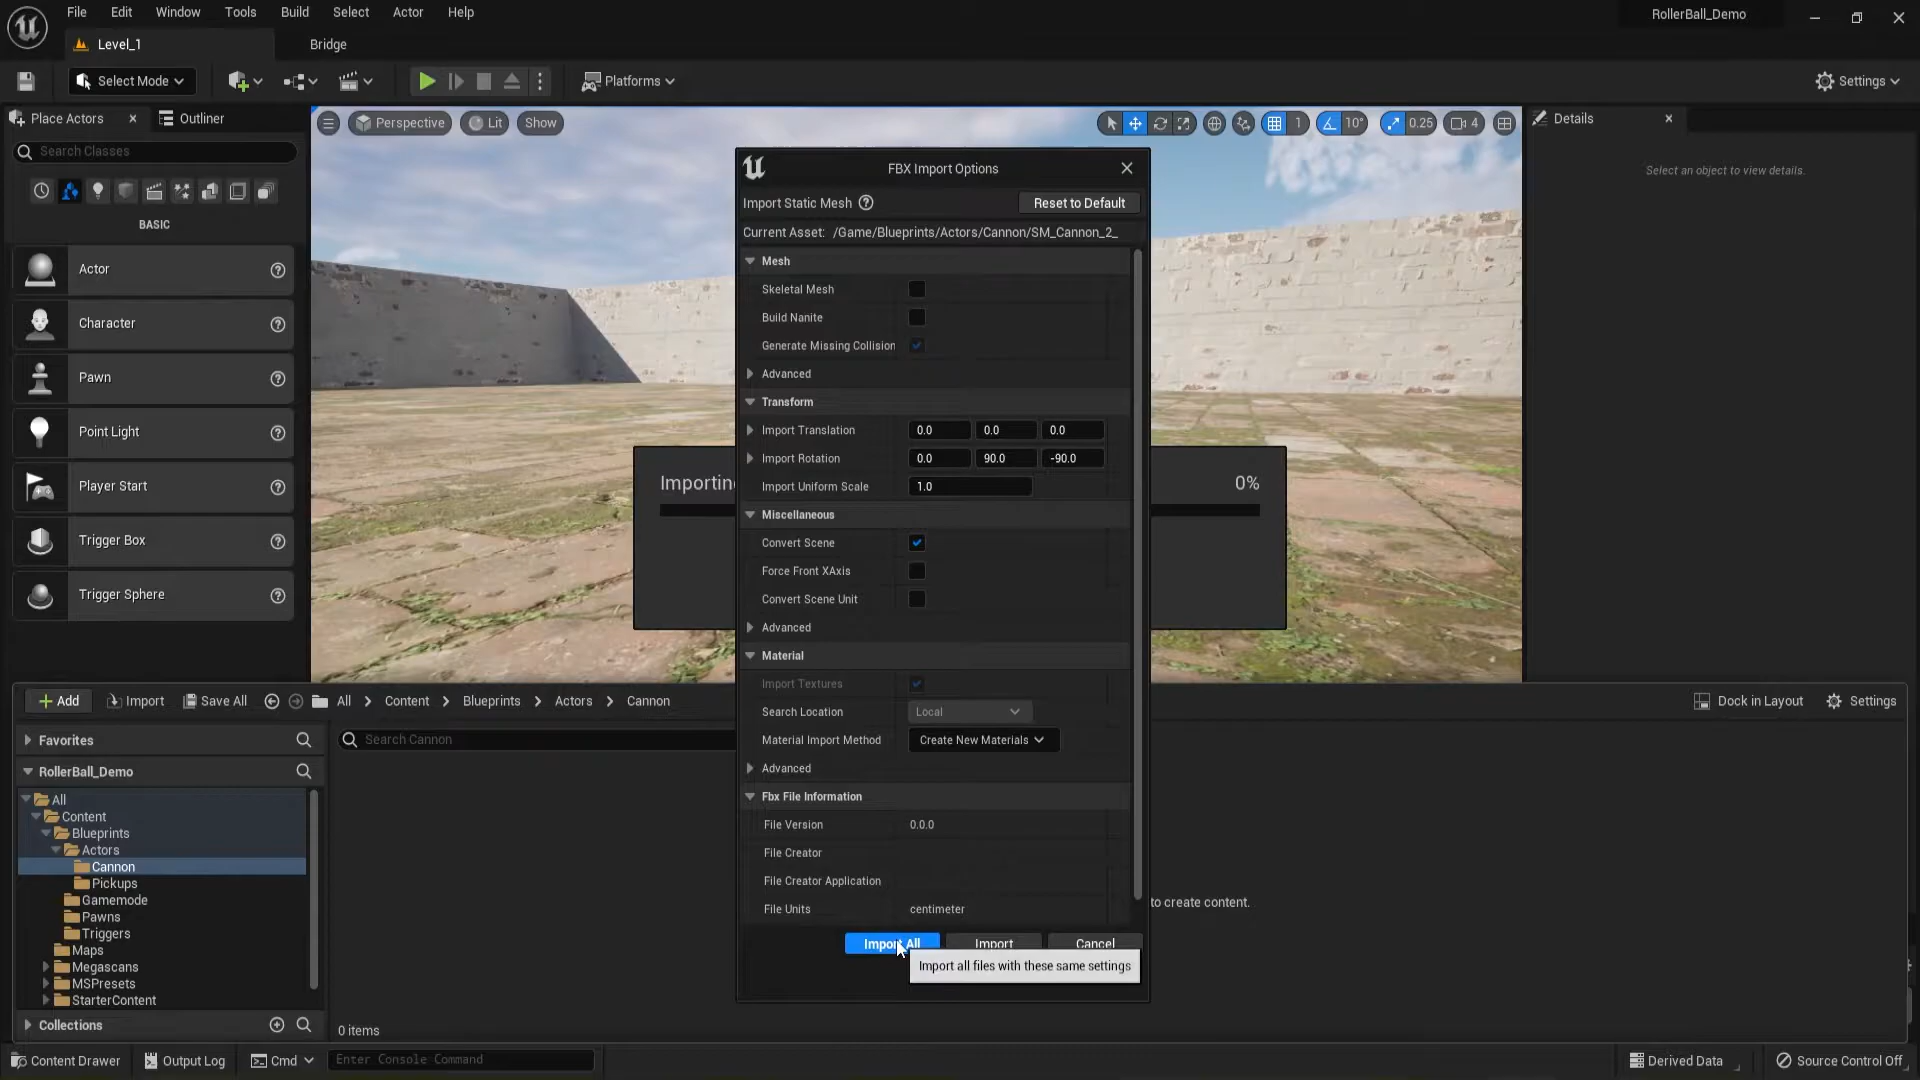 File Edit Window Tools Build Select Actor Help
RollerBall_Demo
Level_1
Bridge
Select Mode
Platforms
Settings
Place Actors
Outliner
Search Classes
BASIC
Actor
Character
Pawn
Point Light
Player Start
Trigger Box
Trigger Sphere
Perspective
Lit
Show
1
10°
0.25
4
Details
Select an object to view details.
Importin
0%
FBX Import Options
Import Static Mesh
Reset to Default
Current Asset: /Game/Blueprints/Actors/Cannon/SM_Cannon_2_
Mesh
Skeletal Mesh
Build Nanite
Generate Missing Collision
Advanced
Transform
Import Translation 0.0 0.0 0.0
Import Rotation 0.0 90.0 -90.0
Import Uniform Scale 1.0
Miscellaneous
Convert Scene
Force Front XAxis
Convert Scene Unit
Advanced
Material
Import Textures
Search Location Local
Material Import Method Create New Materials
Advanced
Fbx File Information
File Version 0.0.0
File Creator
File Creator Application
File Units centimeter
Import All Import Cancel
Import all files with these same settings
Add Import Save All All Content Blueprints Actors Cannon
Dock in Layout Settings
Favorites
Search Cannon
RollerBall_Demo
All
Content
Blueprints
Actors
Cannon
Pickups
Gamemode
Pawns
Triggers
Maps
Megascans
MSPresets
StarterContent
Collections
to create content.
0 items
Content Drawer Output Log Cmd Enter Console Command
Derived Data Source Control Off